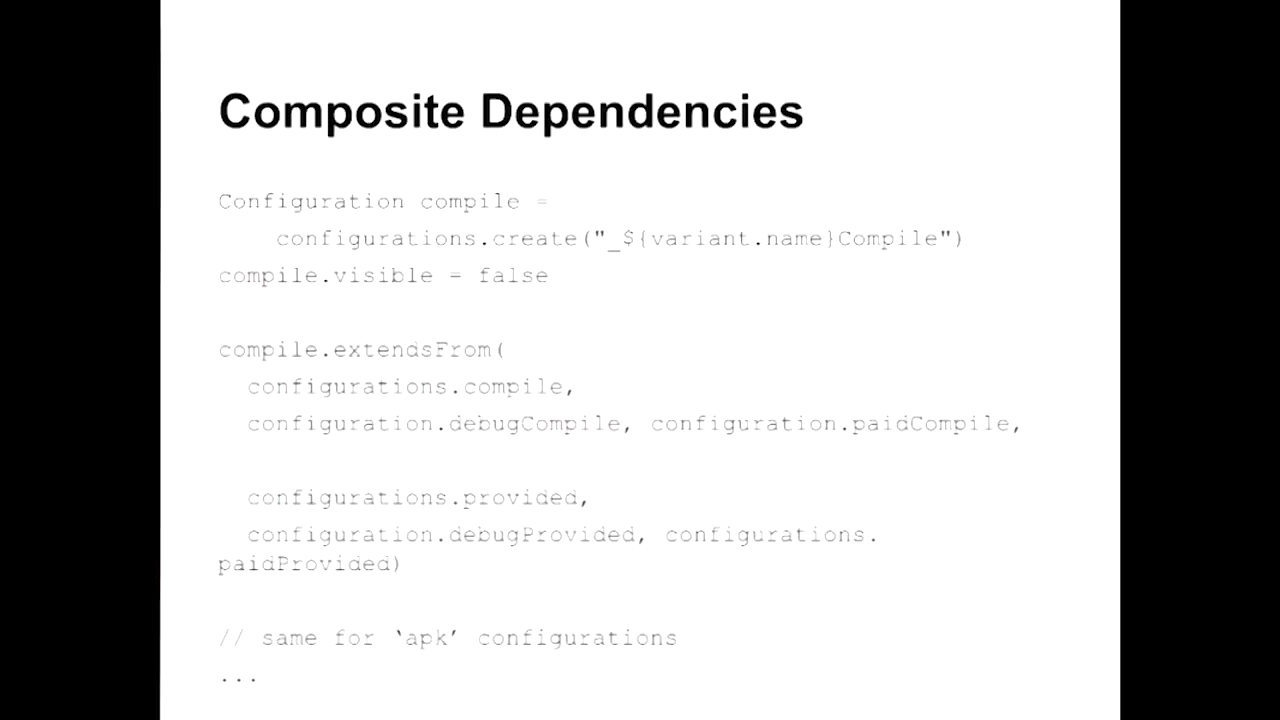 Composite Dependencies
Configuration compile =
configurations.create("_${variant.name}Compile")
compile.visible = false
compile.extendsFrom(
configurations.compile,
configuration.debugCompile, configuration.paidCompile,
configurations.provided,
configuration.debugProvided, configurations.
paidProvided)
// same for ‘apk’ configurations
...